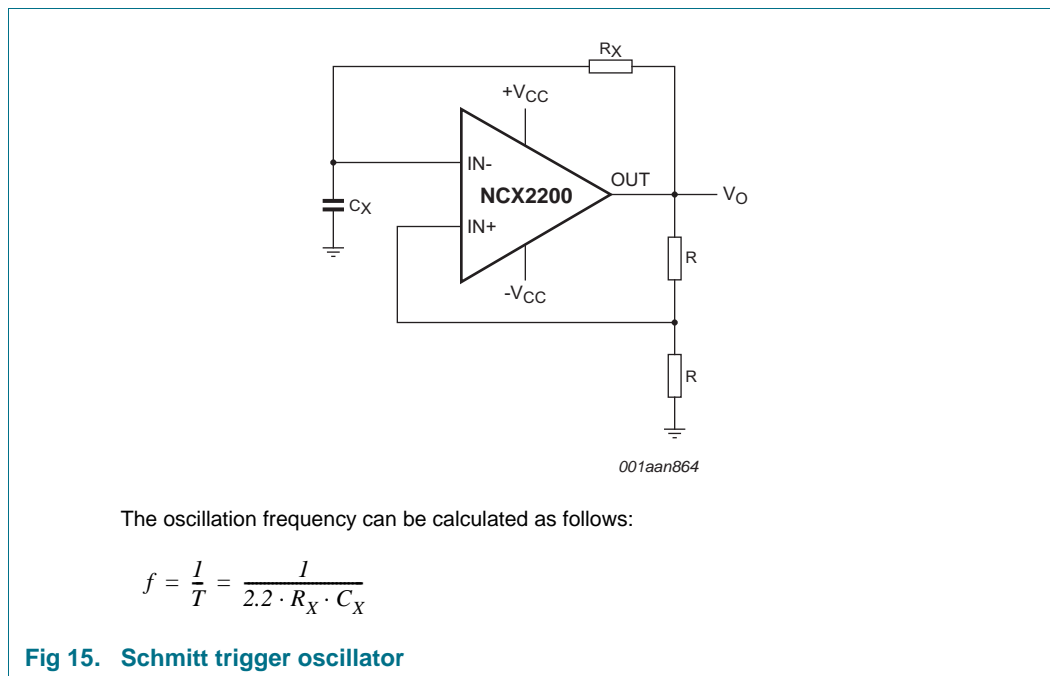 RX
+VCC
IN-
OUT
VO
CX
NCX2200
IN+
R
-VCC
R
001aan864
The oscillation frequency can be calculated as follows:
f = 1/T = 1/(2.2 · RX · CX)
Fig 15. Schmitt trigger oscillator